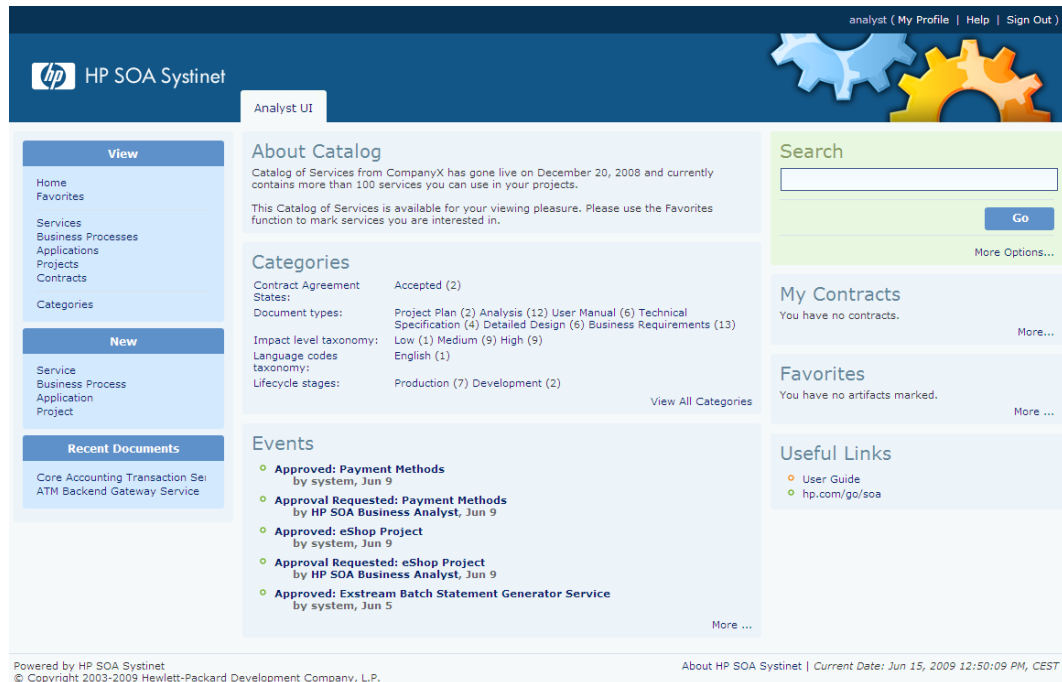 analyst ( My Profile | Help | Sign Out )
hp HP SOA Systinet
Analyst UI
View
Home
Favorites
Services
Business Processes
Applications
Projects
Contracts
Categories
New
Service
Business Process
Application
Project
Recent Documents
Core Accounting Transaction Se
ATM Backend Gateway Service
About Catalog
Catalog of Services from CompanyX has gone live on December 20, 2008 and currently
contains more than 100 services you can use in your projects.
This Catalog of Services is available for your viewing pleasure. Please use the Favorites
function to mark services you are interested in.
Categories
Contract Agreement Accepted (2)
States:
Document types: Project Plan (2) Analysis (12) User Manual (6) Technical
Specification (4) Detailed Design (6) Business Requirements (13)
Impact level taxonomy: Low (1) Medium (9) High (9)
Language codes English (1)
taxonomy:
Lifecycle stages: Production (7) Development (2)
View All Categories
Events
Approved: Payment Methods
by system, Jun 9
Approval Requested: Payment Methods
by HP SOA Business Analyst, Jun 9
Approved: eShop Project
by system, Jun 9
Approval Requested: eShop Project
by HP SOA Business Analyst, Jun 9
Approved: Exstream Batch Statement Generator Service
by system, Jun 5
More ...
Search
Go
More Options...
My Contracts
You have no contracts.
More...
Favorites
You have no artifacts marked.
More ...
Useful Links
User Guide
hp.com/go/soa
Powered by HP SOA Systinet
© Copyright 2003-2009 Hewlett-Packard Development Company, L.P.
About HP SOA Systinet | Current Date: Jun 15, 2009 12:50:09 PM, CEST